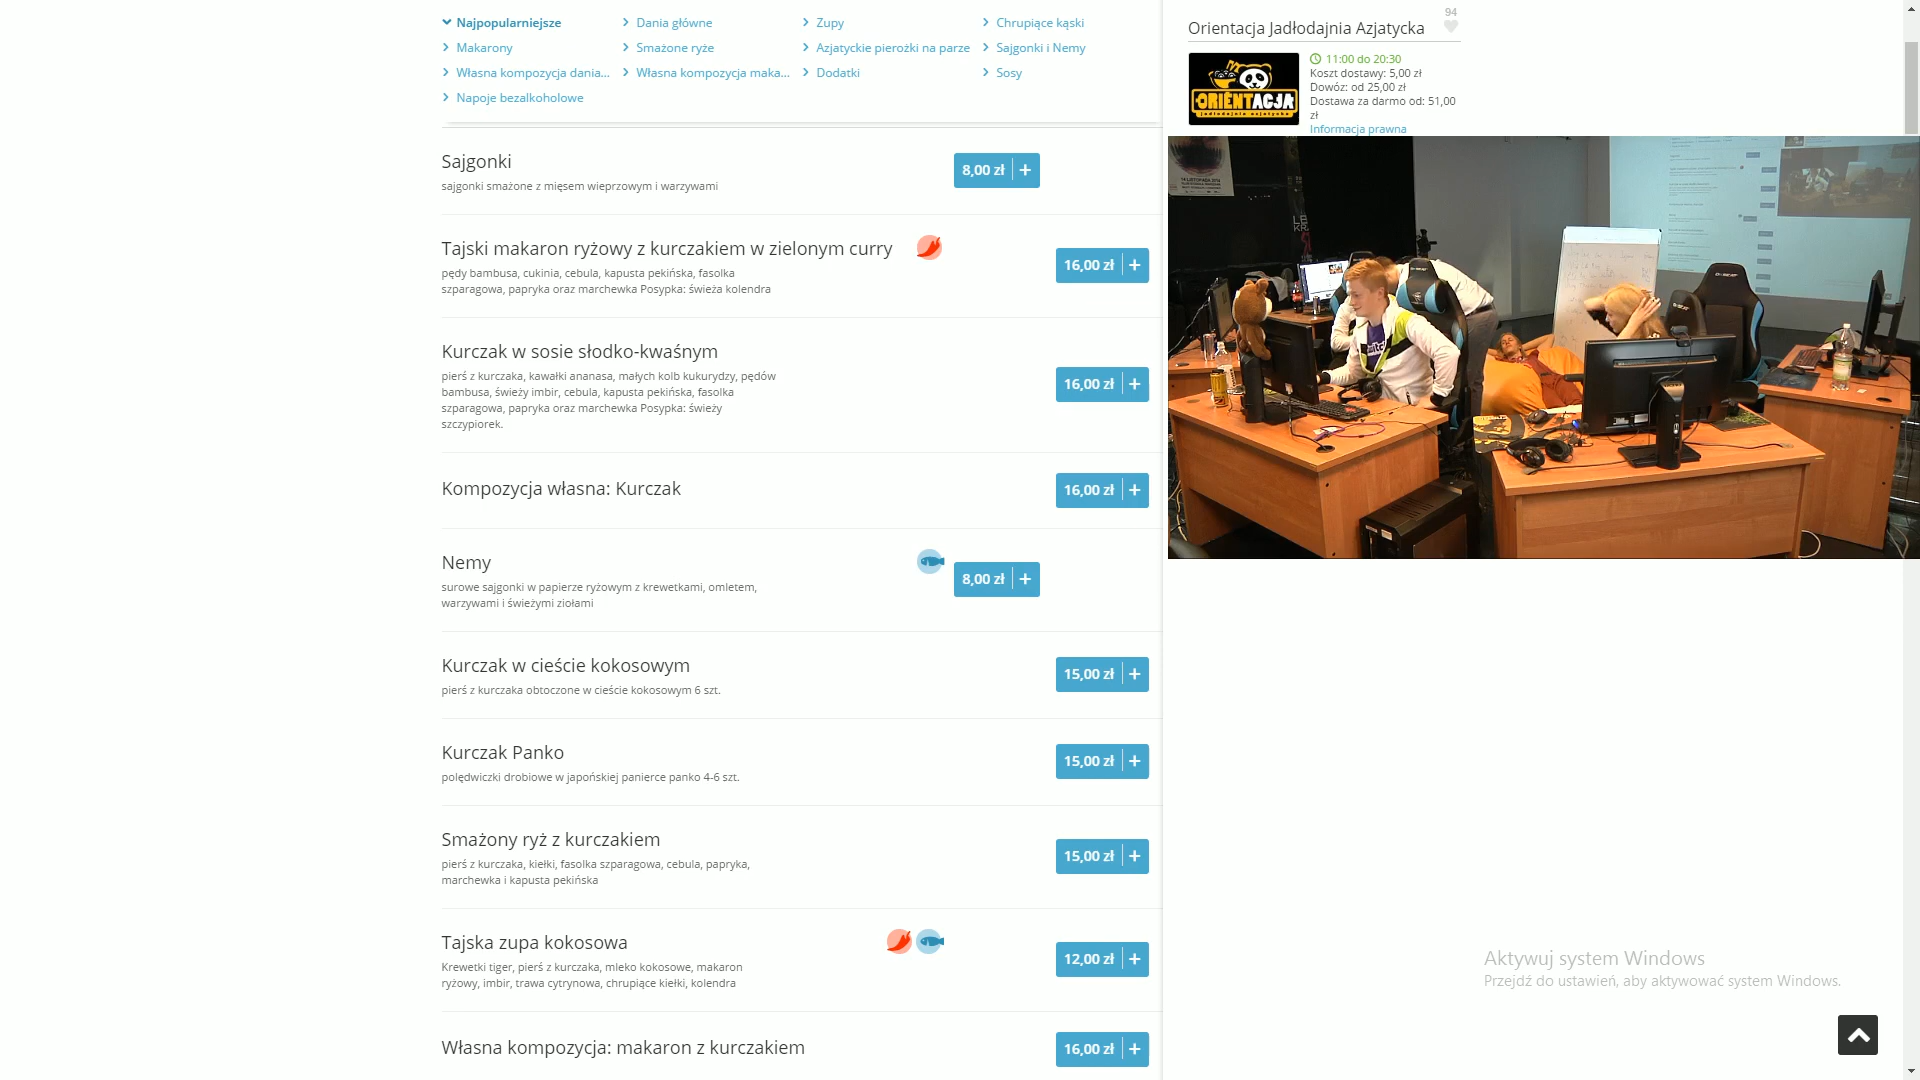 Najpopularniejsze
Dania główne
Zupy
Chrupiące kąski
Makarony
Smażone ryże
Azjatyckie pierożki na parze
Sajgonki i Nemy
Własna kompozycja dania...
Własna kompozycja maka...
Dodatki
Sosy
Napoje bezalkoholowe
Sajgonki
sajgonki smażone z mięsem wieprzowym i warzywami
8,00 zł +
Tajski makaron ryżowy z kurczakiem w zielonym curry
pędy bambusa, cukinia, cebula, kapusta pekińska, fasolka
szparagowa, papryka oraz marchewka Posypka: świeża kolendra
16,00 zł +
Kurczak w sosie słodko-kwaśnym
pierś z kurczaka, kawałki ananasa, małych kolb kukurydzy, pędów
bambusa, świeży imbir, cebula, kapusta pekińska, fasolka
szparagowa, papryka oraz marchewka Posypka: świeży
szczypiorek.
16,00 zł +
Kompozycja własna: Kurczak
16,00 zł +
Nemy
surowe sajgonki w papierze ryżowym z krewetkami, omletem,
warzywami i świeżymi ziołami
8,00 zł +
Kurczak w cieście kokosowym
pierś z kurczaka obtoczone w cieście kokosowym 6 szt.
15,00 zł +
Kurczak Panko
polędwiczki drobiowe w japońskiej panierce panko 4-6 szt.
15,00 zł +
Smażony ryż z kurczakiem
pierś z kurczaka, kiełki, fasolka szparagowa, cebula, papryka,
marchewka i kapusta pekińska
15,00 zł +
Tajska zupa kokosowa
Krewetki tiger, pierś z kurczaka, mleko kokosowe, makaron
ryżowy, imbir, trawa cytrynowa, chrupiące kiełki, kolendra
12,00 zł +
Własna kompozycja: makaron z kurczakiem
16,00 zł +
Orientacja Jadłodajnia Azjatycka
94
ORIENTACJA
jadłodajnia azjatycka
11:00 do 20:30
Koszt dostawy: 5,00 zł
Dowóz: od 25,00 zł
Dostawa za darmo od: 51,00
zł
Informacja prawna
14 LISTOPADA 2014
Aktywuj system Windows
Przejdź do ustawień, aby aktywować system Windows.